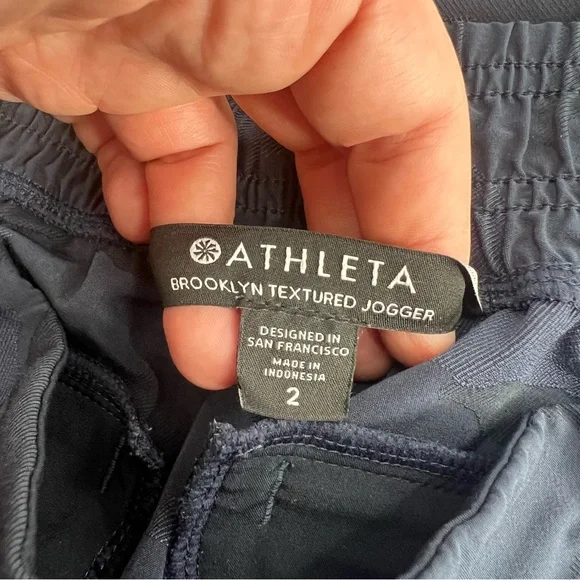 ATHLETA
BROOKLYN TEXTURED JOGGER
DESIGNED IN
SAN FRANCISCO
MADE IN
INDONESIA
2